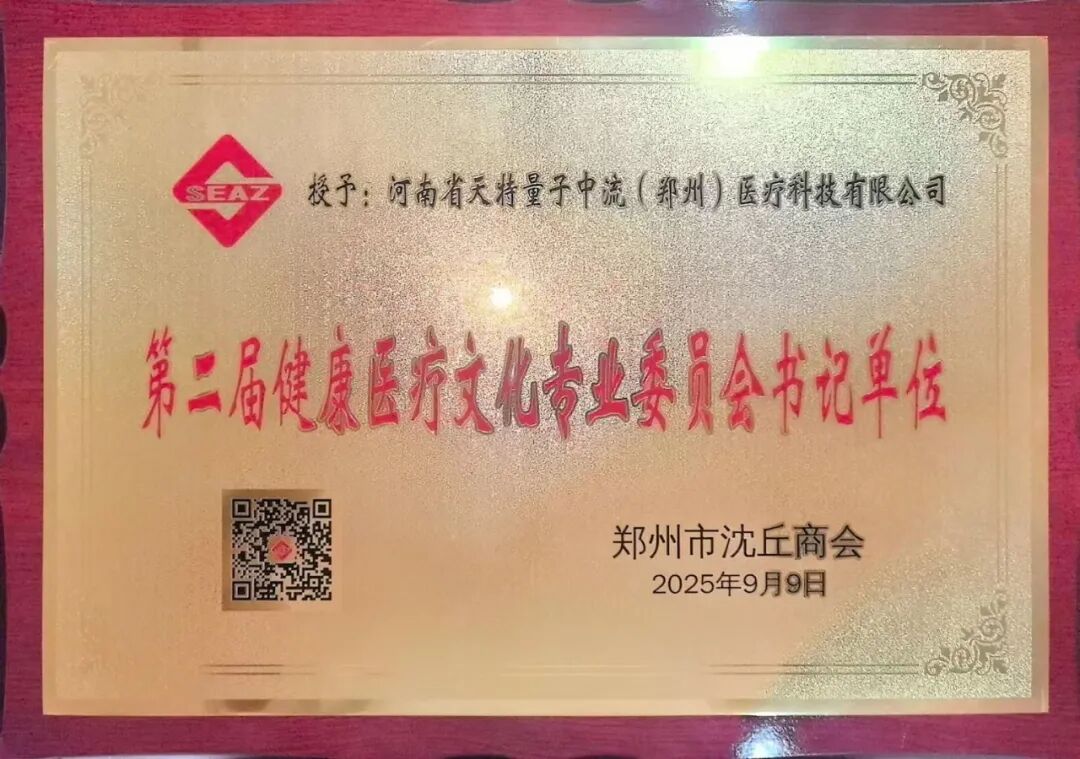 SEAZ
授予：河南省天特量子中流（郑州）医疗科技有限公司
第二届健康医疗文化专业委员会书记单位
郑州市沈丘商会
2025年9月9日